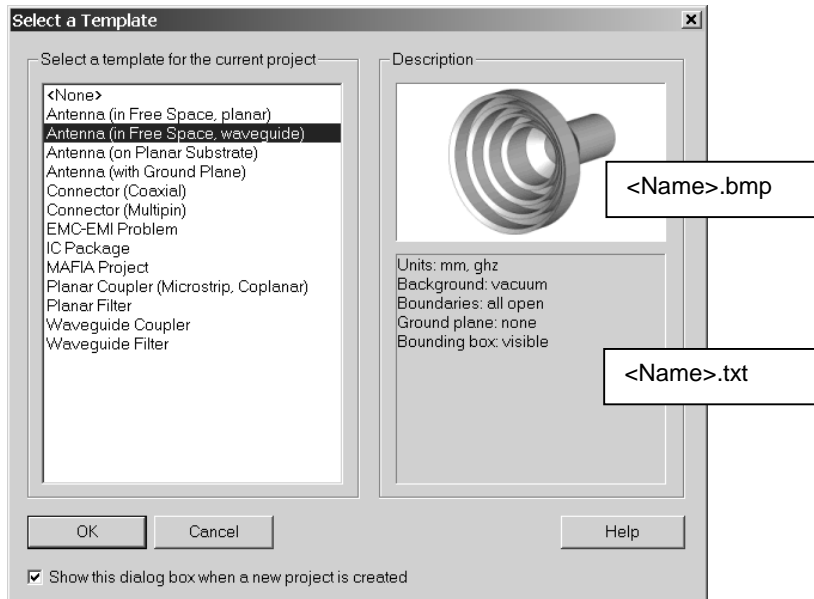 Select a Template
Select a template for the current project
<None>
Antenna (in Free Space, planar)
Antenna (in Free Space, waveguide)
Antenna (on Planar Substrate)
Antenna (with Ground Plane)
Connector (Coaxial)
Connector (Multipin)
EMC-EMI Problem
IC Package
MAFIA Project
Planar Coupler (Microstrip, Coplanar)
Planar Filter
Waveguide Coupler
Waveguide Filter
Description
<Name>.bmp
Units: mm, ghz
Background: vacuum
Boundaries: all open
Ground plane: none
Bounding box: visible
<Name>.txt
OK
Cancel
Help
Show this dialog box when a new project is created